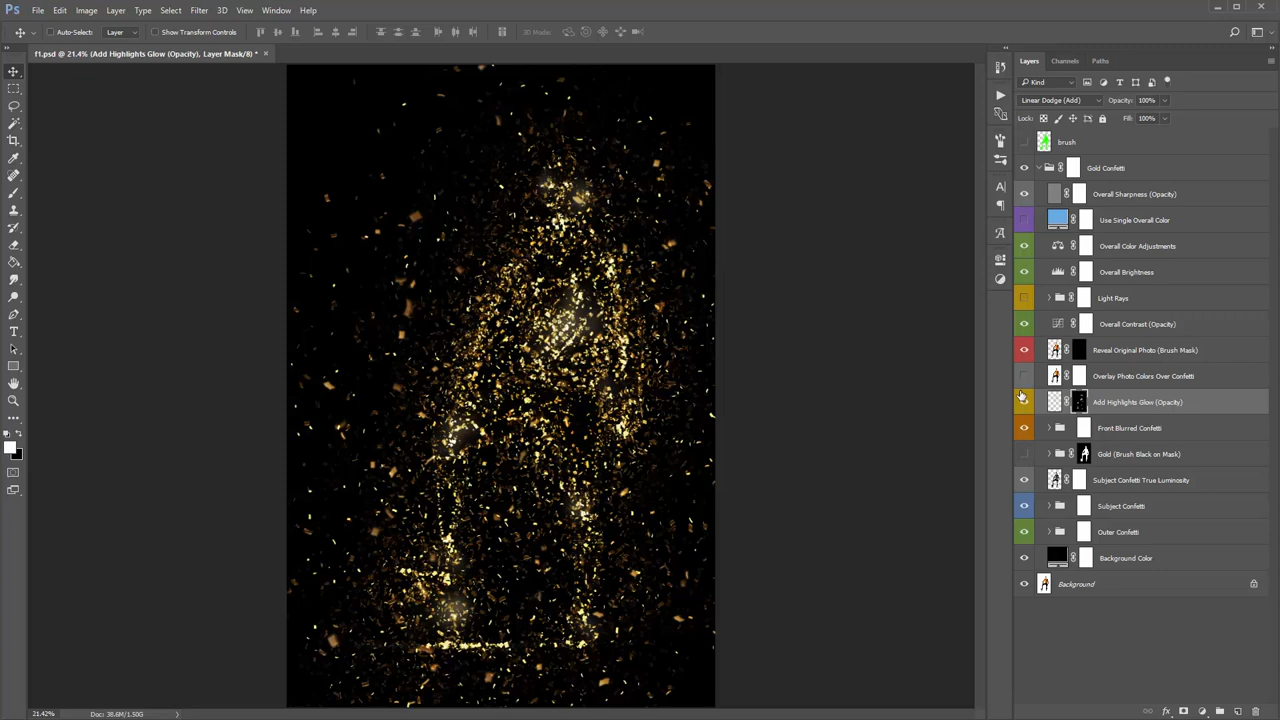 Ps File Edit Image Layer Type Select Filter 3D View Window Help
Auto-Select: Layer Show Transform Controls 3D Mode:
f1.psd @ 21.4% (Add Highlights Glow (Opacity), Layer Mask/8) * ×
Layers Channels Paths
Kind
Linear Dodge (Add) Opacity: 100%
Lock: Fill: 100%
brush
Gold Confetti
Overall Sharpness (Opacity)
Use Single Overall Color
Overall Color Adjustments
Overall Brightness
Light Rays
Overall Contrast (Opacity)
Reveal Original Photo (Brush Mask)
Overlay Photo Colors Over Confetti
Add Highlights Glow (Opacity)
Front Blurred Confetti
Gold (Brush Black on Mask)
Subject Confetti True Luminosity
Subject Confetti
Outer Confetti
Background Color
Background
21.42% Doc: 38.6M/1.50G